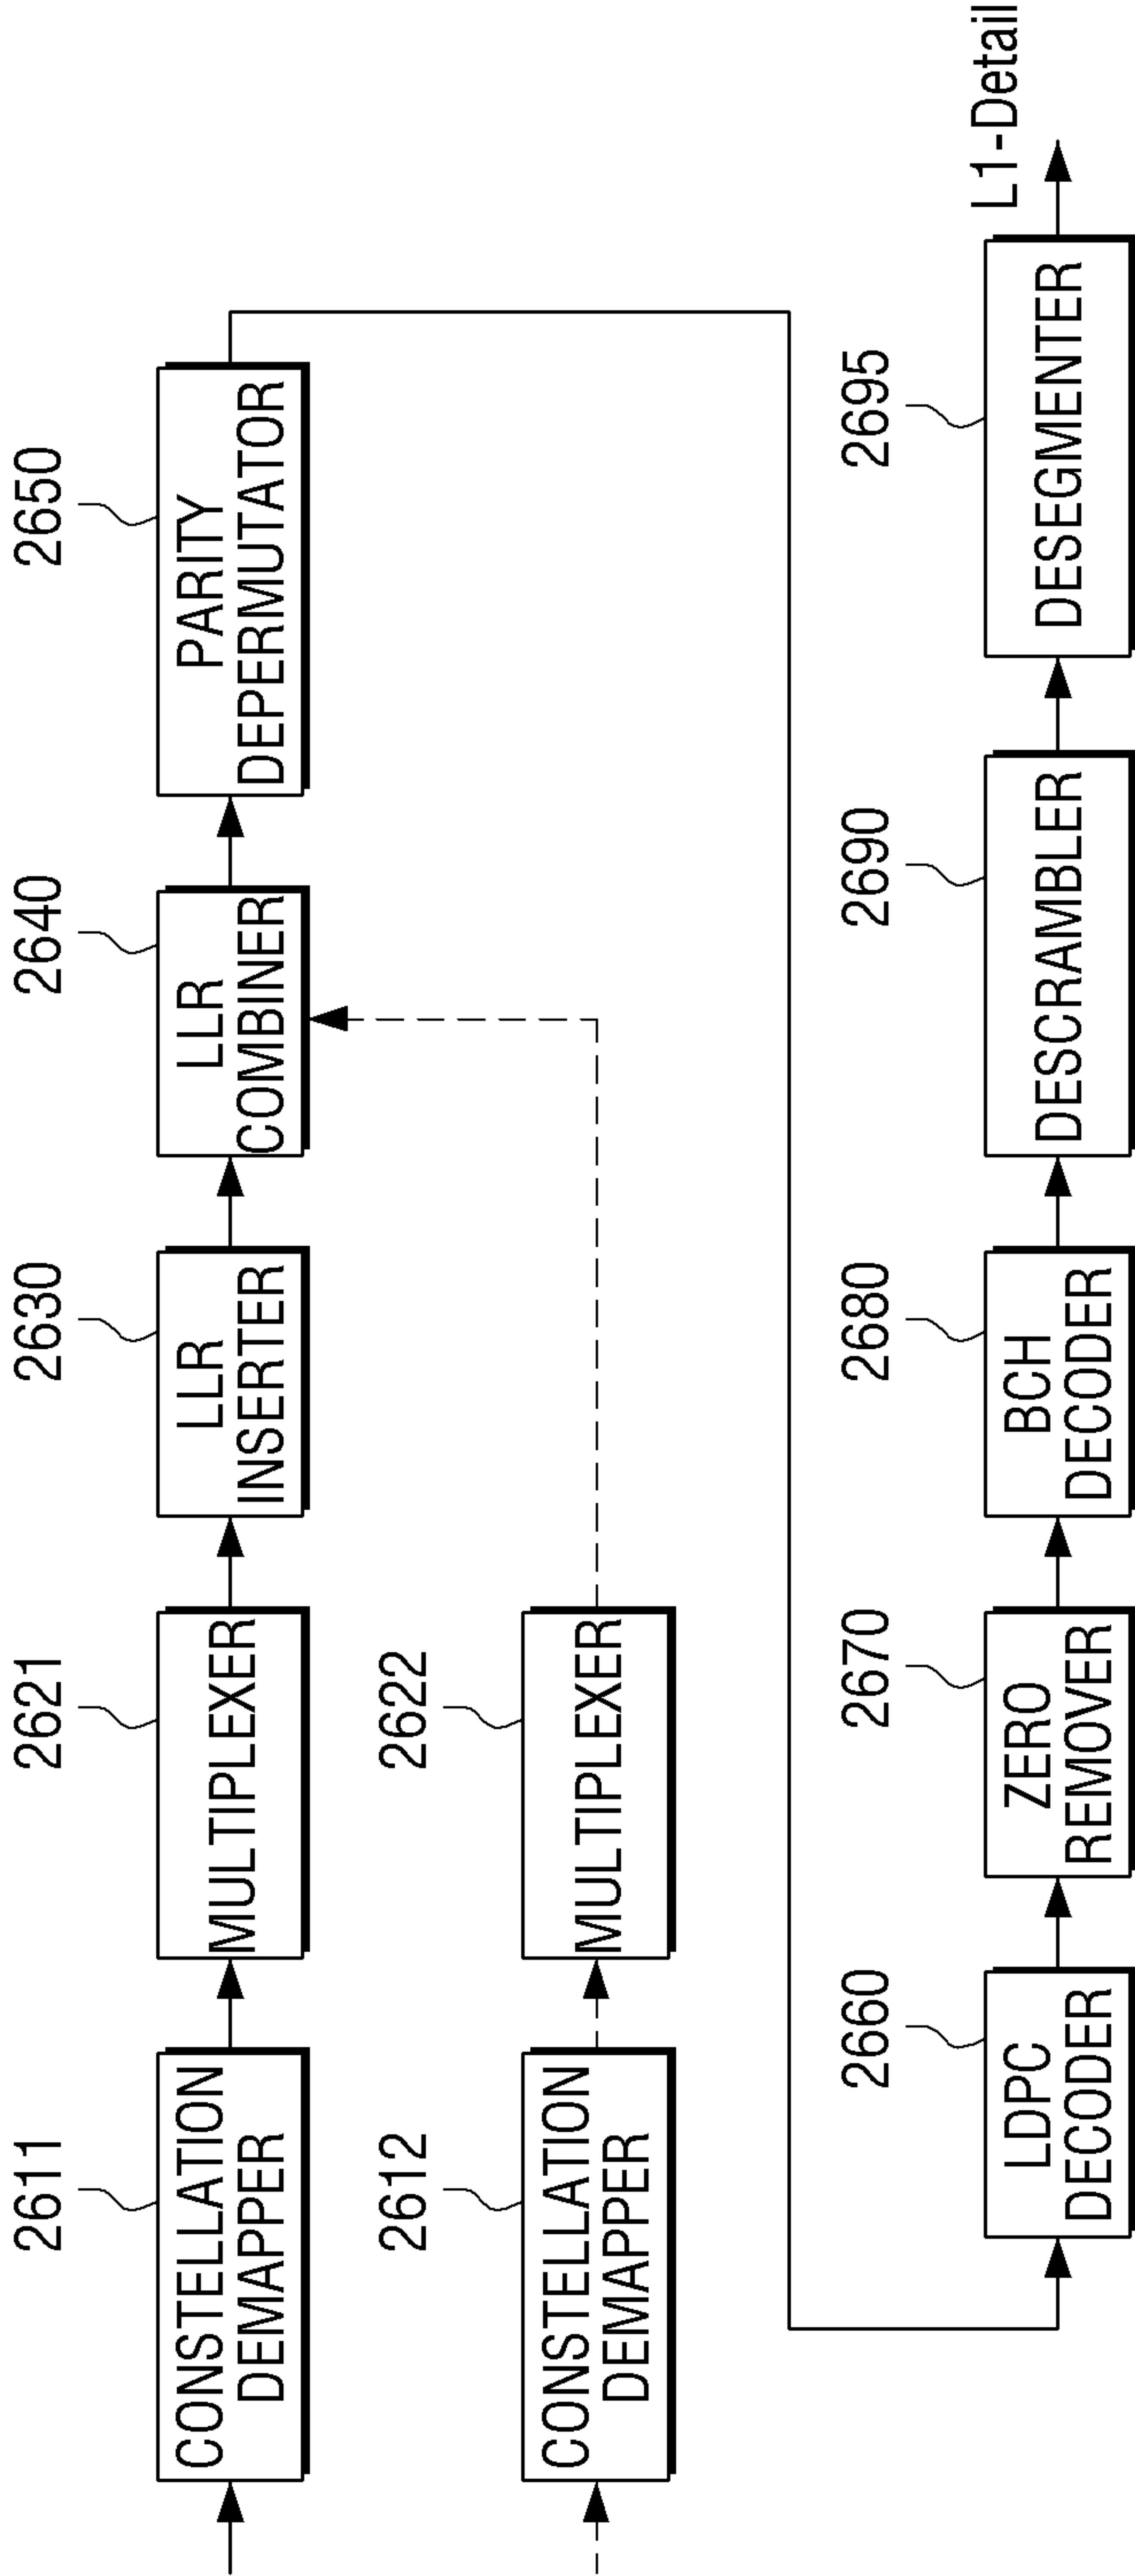 2611
CONSTELLATION
DEMAPPER
2621
MULTIPLEXER
2630
LLR
INSERTER
2640
LLR
COMBINER
2650
PARITY
DEPERMUTATOR
2612
CONSTELLATION
DEMAPPER
2622
MULTIPLEXER
2660
LDPC
DECODER
2670
ZERO
REMOVER
2680
BCH
DECODER
2690
DESCRAMBLER
2695
DESEGMENTER
L1-Detail